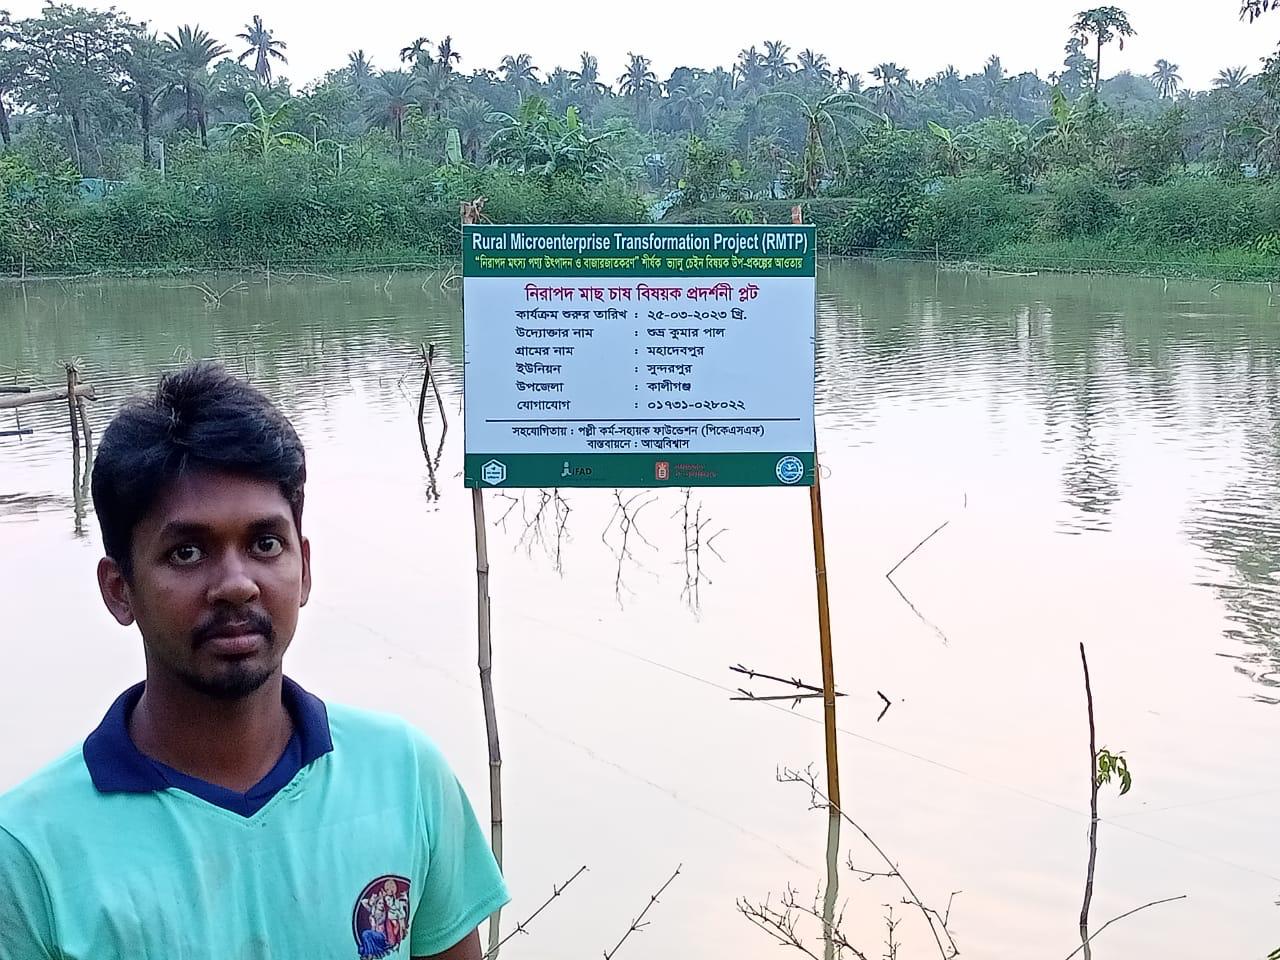 Rural Microenterprise Transformation Project (RMTP)
“নিরাপদ মৎস্য পণ্য উৎপাদন ও বাজারজাতকরণ” শীর্ষক ভ্যালু চেইন বিষয়ক উপ-প্রকল্পের আওতায়
নিরাপদ মাছ চাষ বিষয়ক প্রদর্শনী প্লট
কার্যক্রম শুরুর তারিখ : ২৫-০৩-২০২৩ খ্রি.
উদ্যোক্তার নাম : শুভ্র কুমার পাল
গ্রামের নাম : মহাদেবপুর
ইউনিয়ন : সুন্দরপুর
উপজেলা : কালীগঞ্জ
যোগাযোগ : ০১৭৩১-০২৮০২২
সহযোগিতায় : পল্লী কর্ম-সহায়ক ফাউন্ডেশন (পিকেএসএফ)
বাস্তবায়নে : আত্মবিশ্বাস
IFAD